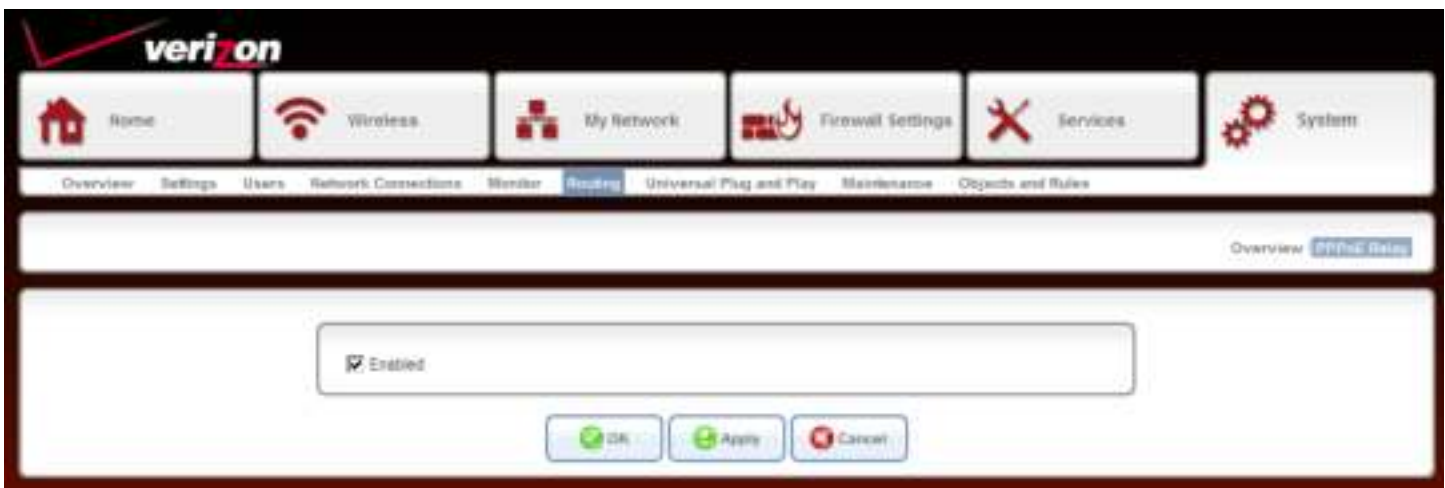 verizon
Home Wireless My Network Firewall Settings Services System
Overview Settings Users Network Connections Monitor Routing Universal Plug and Play Maintenance Objects and Rules
Overview PPPoE Relay
Enabled
OK Apply Cancel